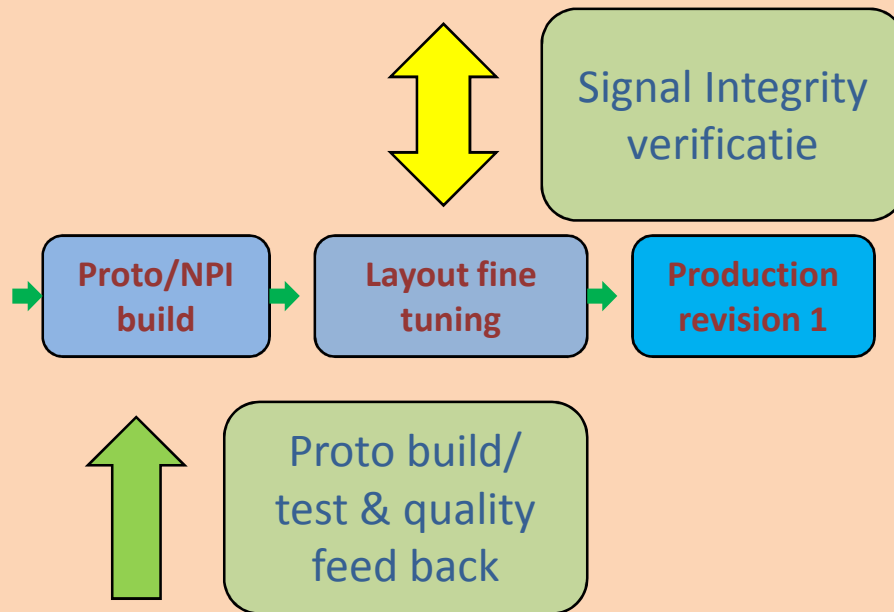 Signal Integrity
verificatie
Proto/NPI
build
Layout fine
tuning
Production
revision 1
Proto build/
test & quality
feed back